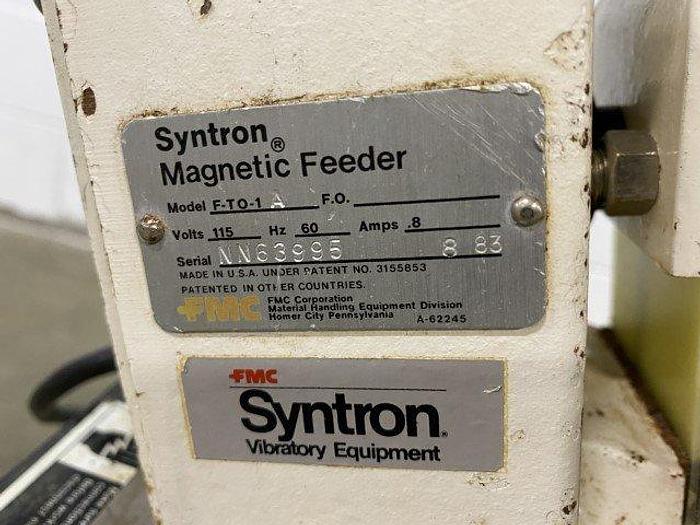 Syntron®
Magnetic Feeder
Model F-TO-1 A F.O.
Volts 115 Hz 60 Amps .8
Serial NN63995 8 83
MADE IN U.S.A. UNDER PATENT NO. 3155853
PATENTED IN OTHER COUNTRIES.
FMC FMC Corporation
Material Handling Equipment Division
Homer City Pennsylvania A-62245
FMC
Syntron®
Vibratory Equipment